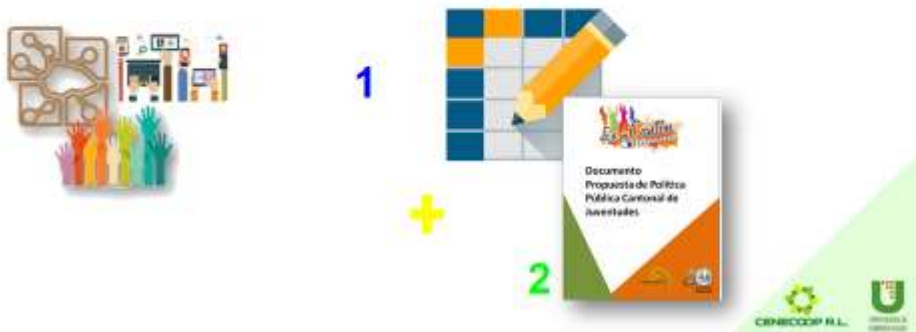 1
Documento
Propuesta de Política
Pública Cantonal de
Juventudes
+
2
CENECOOP R.L.
U